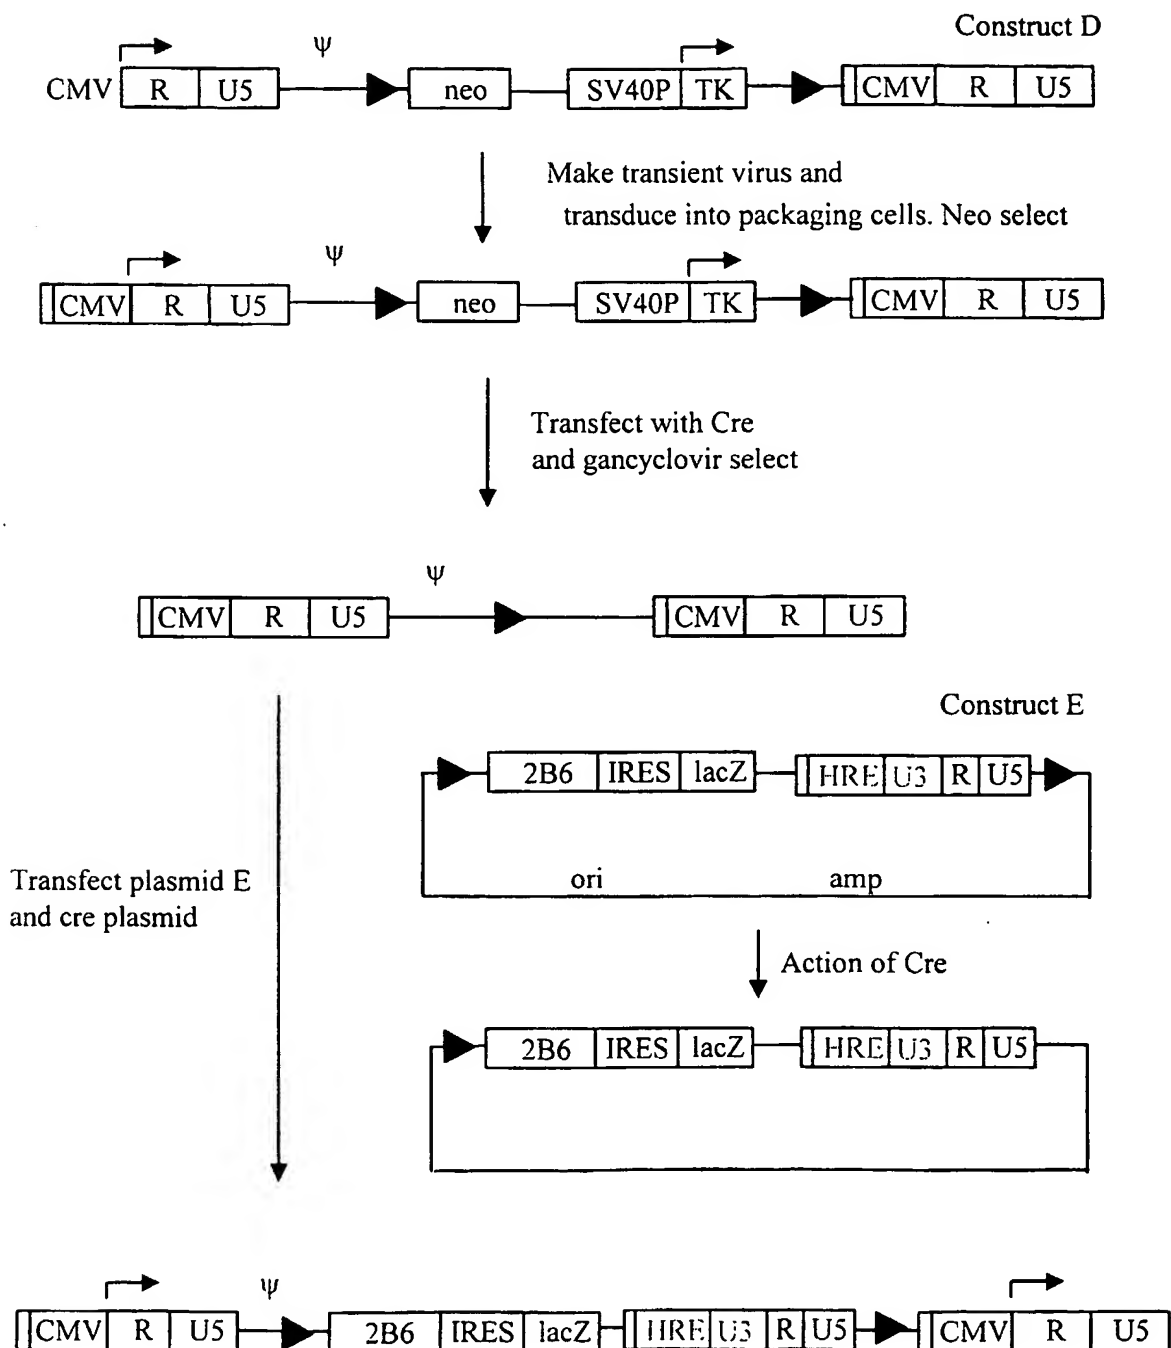 Construct D
ψ
CMV R U5 neo SV40P TK CMV R U5
Make transient virus and
transduce into packaging cells. Neo select
ψ
CMV R U5 neo SV40P TK CMV R U5
Transfect with Cre
and gancyclovir select
ψ
CMV R U5 CMV R U5
Construct E
2B6 IRES lacZ HRE U3 R U5
ori amp
Transfect plasmid E
and cre plasmid
Action of Cre
2B6 IRES lacZ HRE U3 R U5
ψ
CMV R U5 2B6 IRES lacZ HRE U3 R U5 CMV R U5